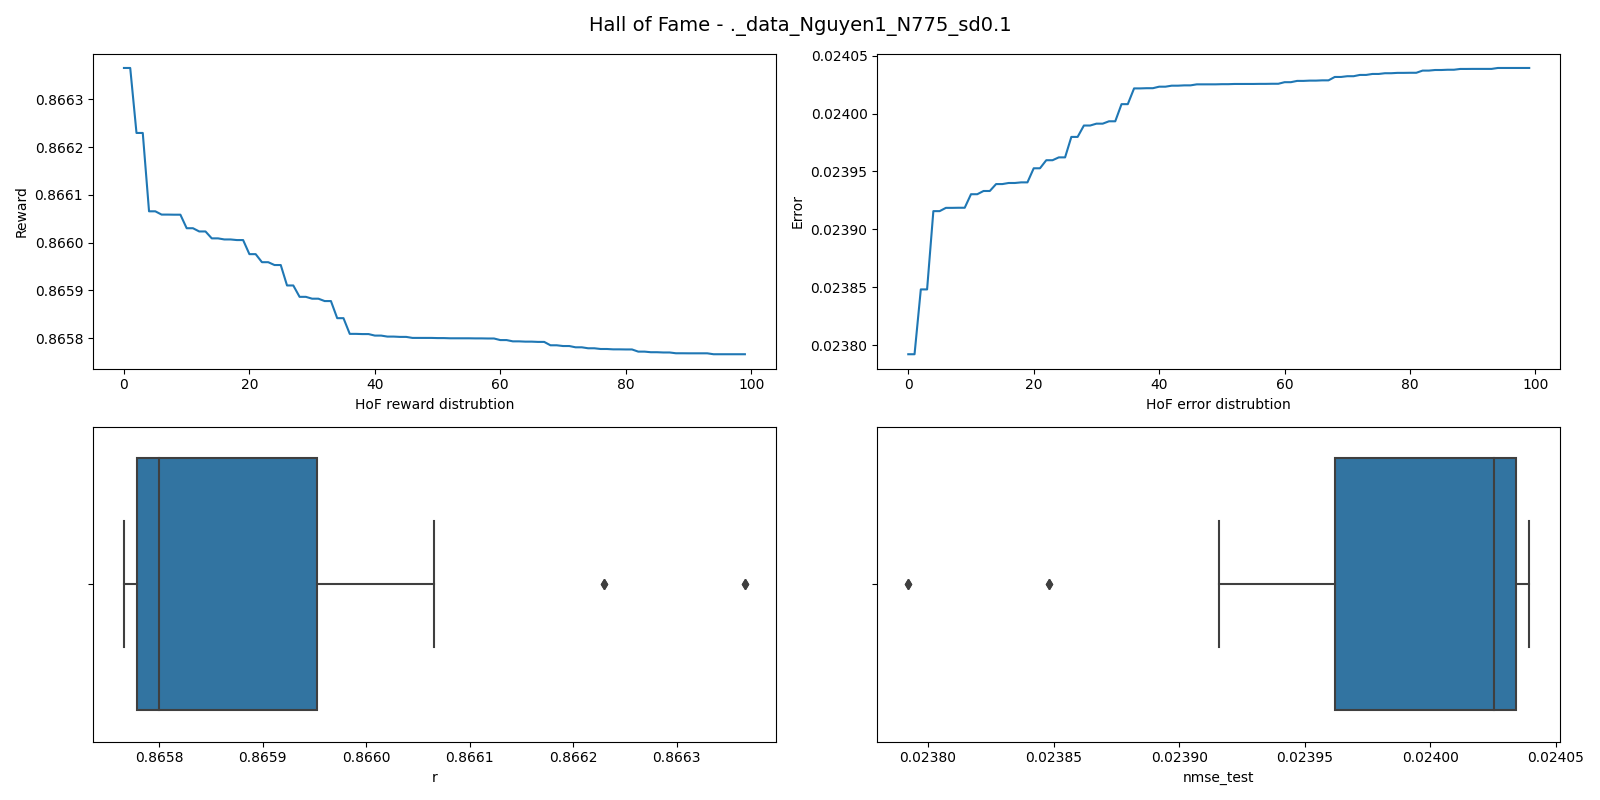 Hall of Fame - ._data_Nguyen1_N775_sd0.1
Reward
0.8663
0.8662
0.8661
0.8660
0.8659
0.8658
0 20 40 60 80 100
HoF reward distrubtion
Error
0.02405
0.02400
0.02395
0.02390
0.02385
0.02380
0 20 40 60 80 100
HoF error distrubtion
0.8658 0.8659 0.8660 0.8661 0.8662 0.8663
r
0.02380 0.02385 0.02390 0.02395 0.02400 0.02405
nmse_test